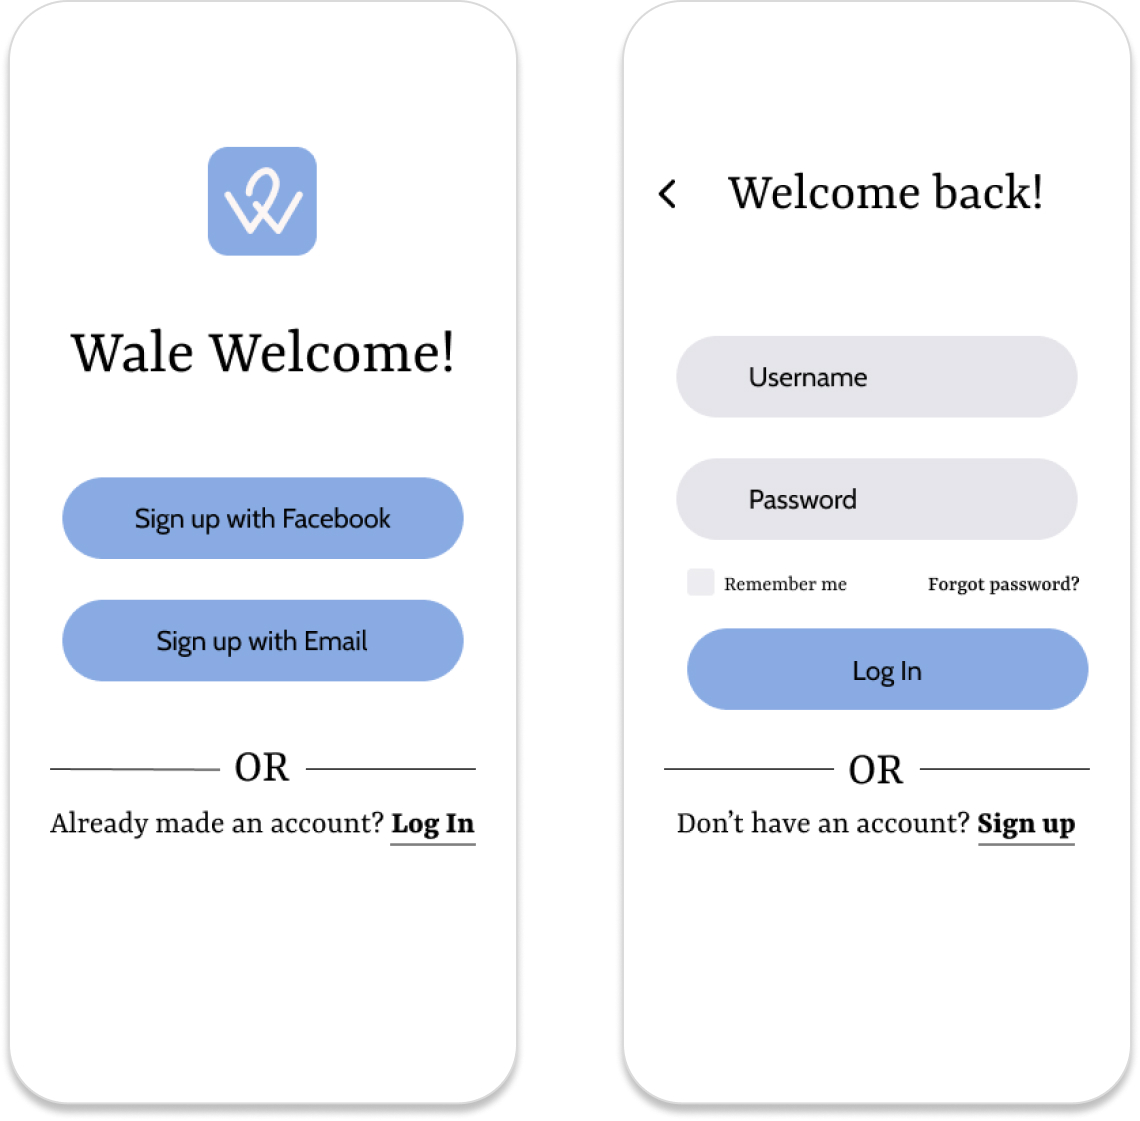 Wale Welcome!
Sign up with Facebook
Sign up with Email
OR
Already made an account? Log In
Welcome back!
Username
Password
Remember me
Forgot password?
Log In
OR
Don’t have an account? Sign up